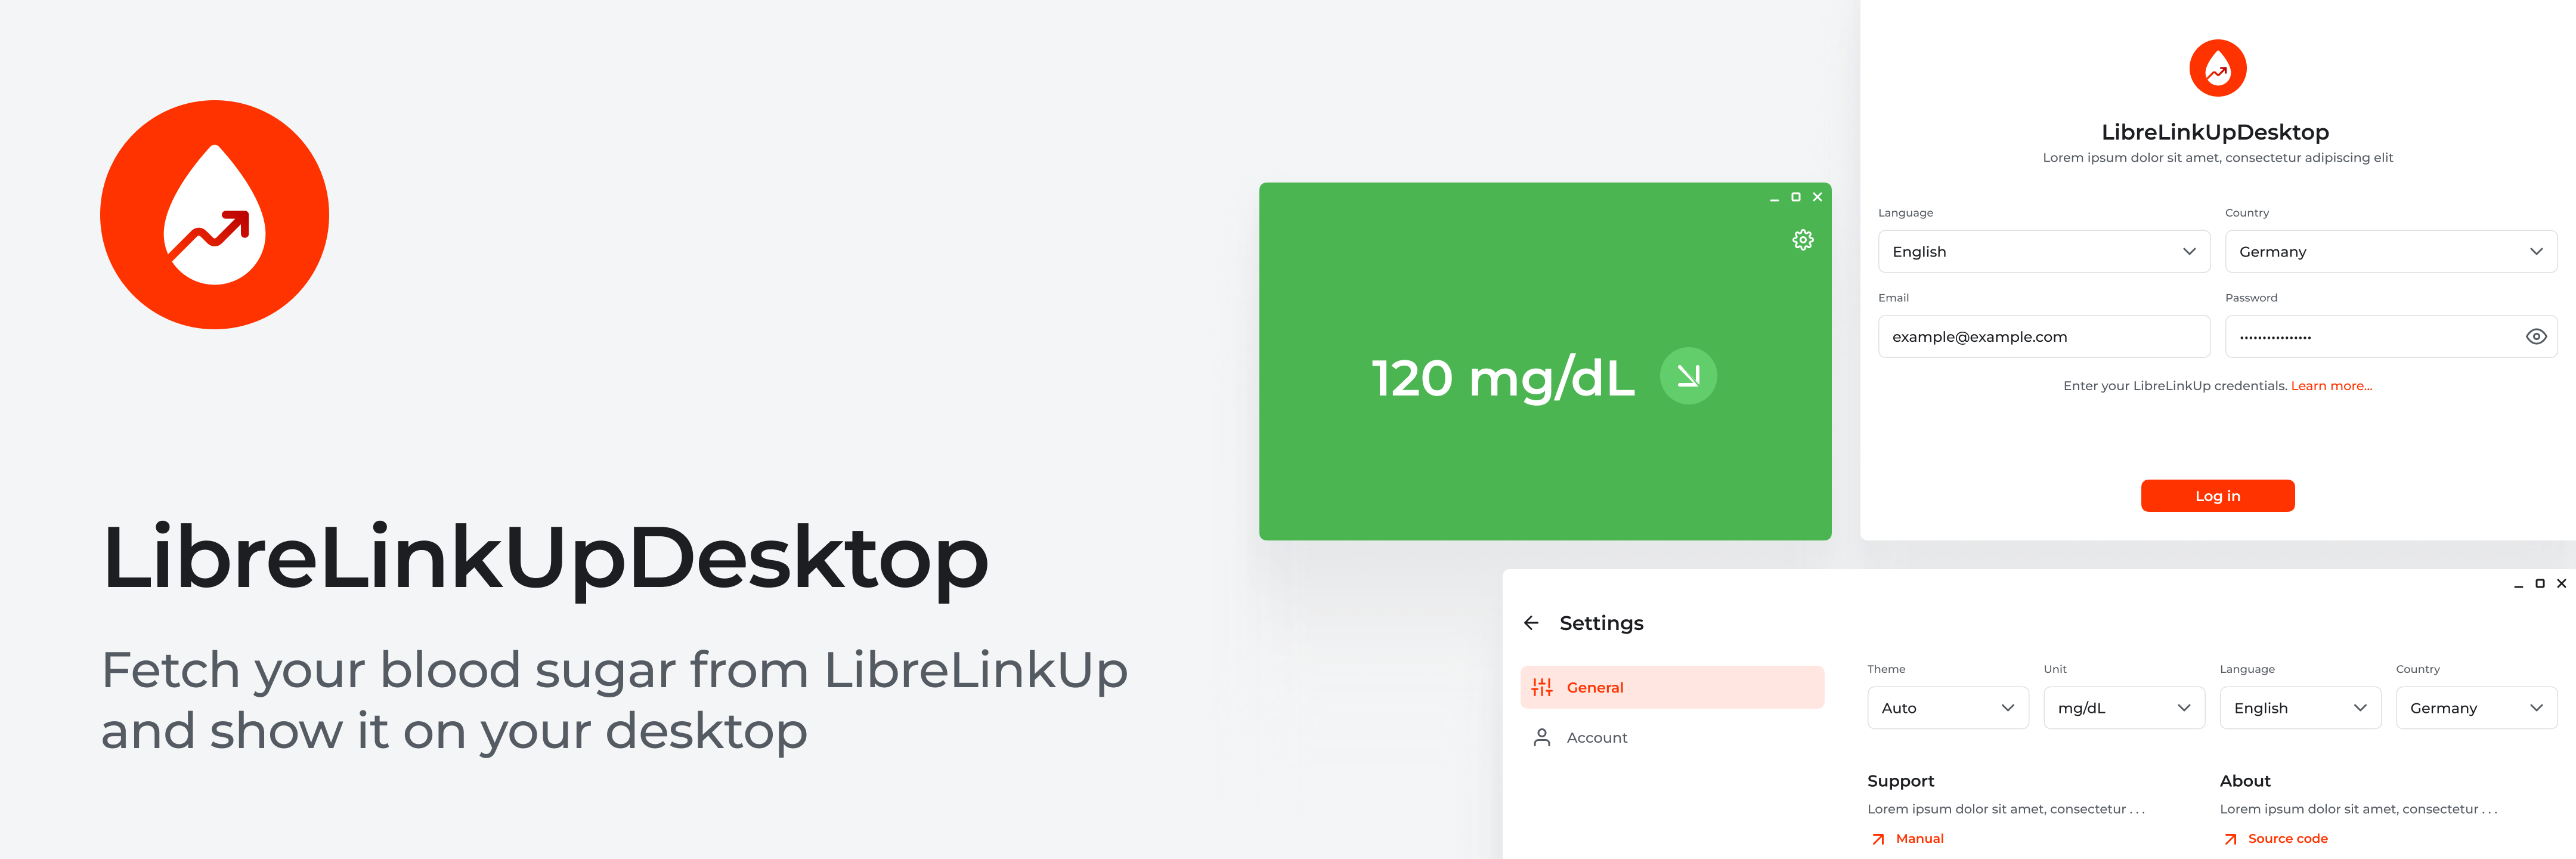 LibreLinkUpDesktop
Fetch your blood sugar from LibreLinkUp
and show it on your desktop
120 mg/dL
LibreLinkUpDesktop
Lorem ipsum dolor sit amet, consectetur adipiscing elit
Language
Country
English
Germany
Email
Password
example@example.com
••••••••••••••••
Enter your LibreLinkUp credentials. Learn more...
Log in
Settings
General
Account
Theme
Unit
Language
Country
Auto
mg/dL
English
Germany
Support
About
Lorem ipsum dolor sit amet, consectetur . . .
Lorem ipsum dolor sit amet, consectetur . . .
Manual
Source code